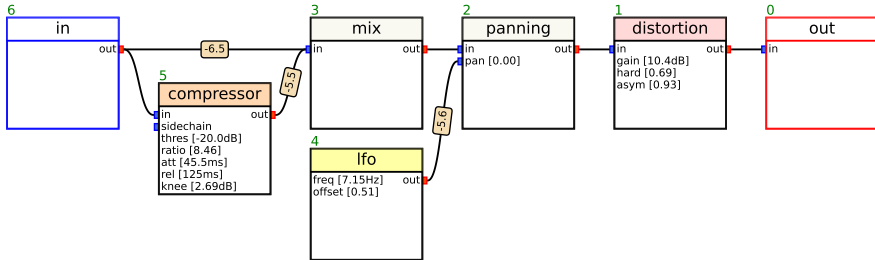 6
in
out
-6.5
5
compressor
in
out
sidechain
thres [-20.0dB]
ratio [8.46]
att [45.5ms]
rel [125ms]
knee [2.69dB]
-5.5
3
mix
in
out
4
lfo
freq [7.15Hz]
out
offset [0.51]
-5.6
2
panning
in
out
pan [0.00]
1
distortion
in
out
gain [10.4dB]
hard [0.69]
asym [0.93]
0
out
in